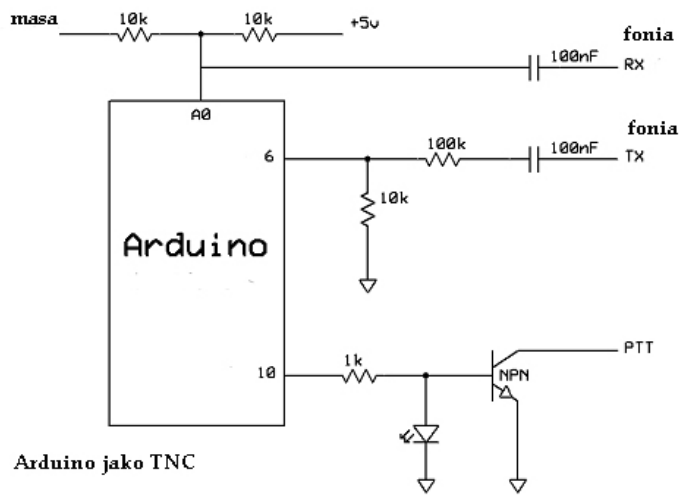 masa 10k 10k +5v
fonia
100nF RX
A0
fonia
6 100k 100nF TX
10k
Arduino
PTT
1k
10 NPN
Arduino jako TNC